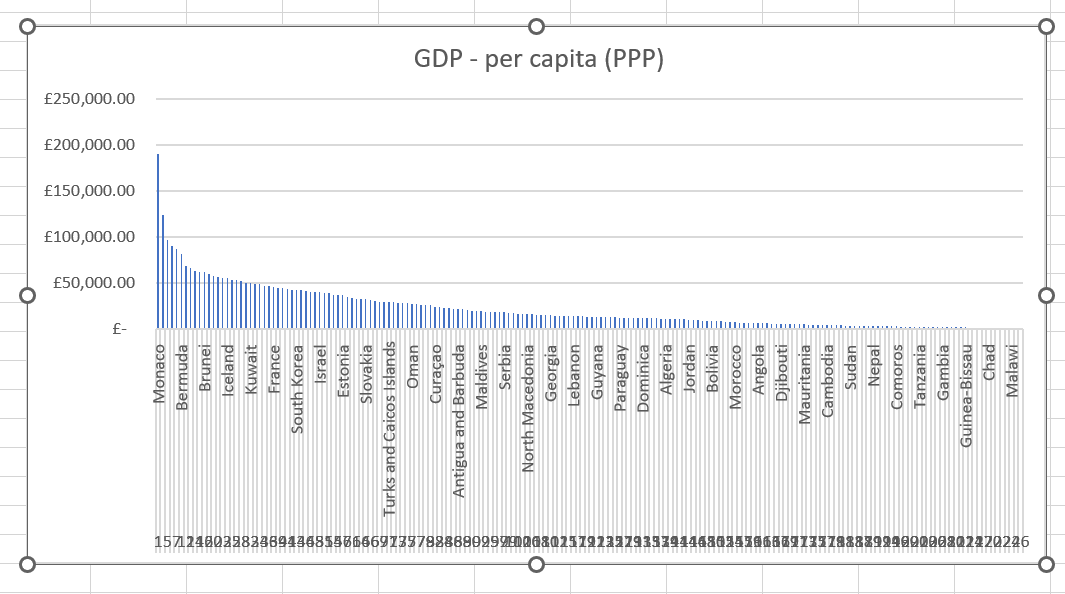 GDP - per capita (PPP)
£250,000.00
£200,000.00
£150,000.00
£100,000.00
£50,000.00
£-
Monaco
Bermuda
Brunei
Iceland
Kuwait
France
South Korea
Israel
Estonia
Slovakia
Turks and Caicos Islands
Oman
Curaçao
Antigua and Barbuda
Maldives
Serbia
North Macedonia
Georgia
Lebanon
Guyana
Paraguay
Dominica
Algeria
Jordan
Bolivia
Morocco
Angola
Djibouti
Mauritania
Cambodia
Sudan
Nepal
Comoros
Tanzania
Gambia
Guinea-Bissau
Chad
Malawi